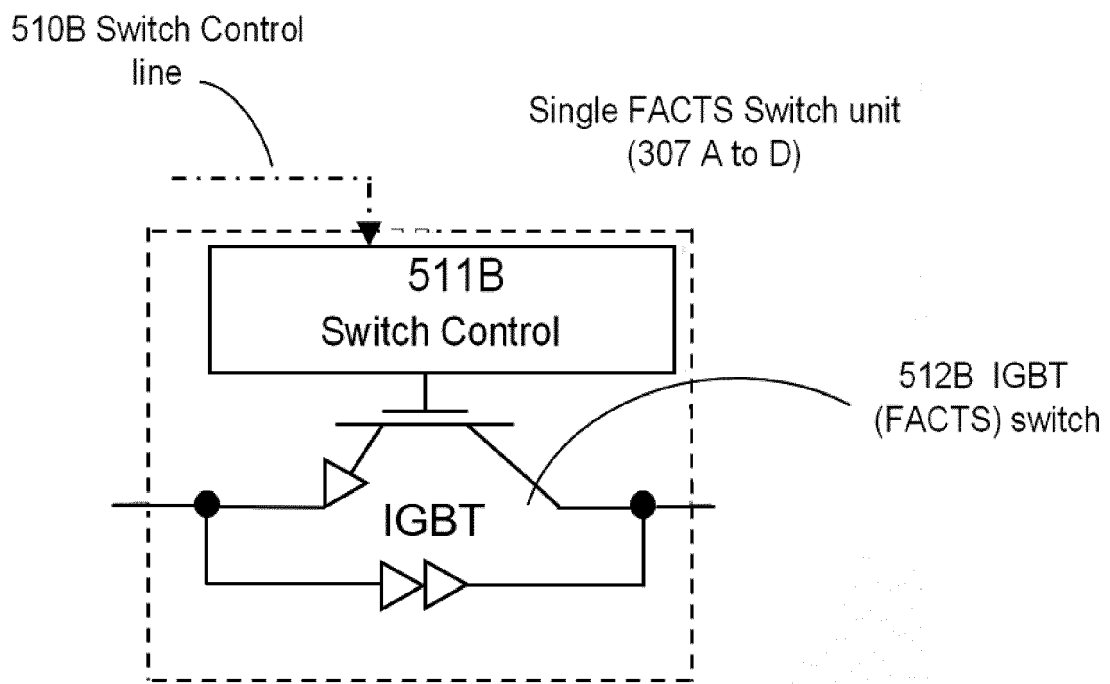 510B Switch Control
line
Single FACTS Switch unit
(307 A to D)
511B
Switch Control
512B IGBT
(FACTS) switch
IGBT